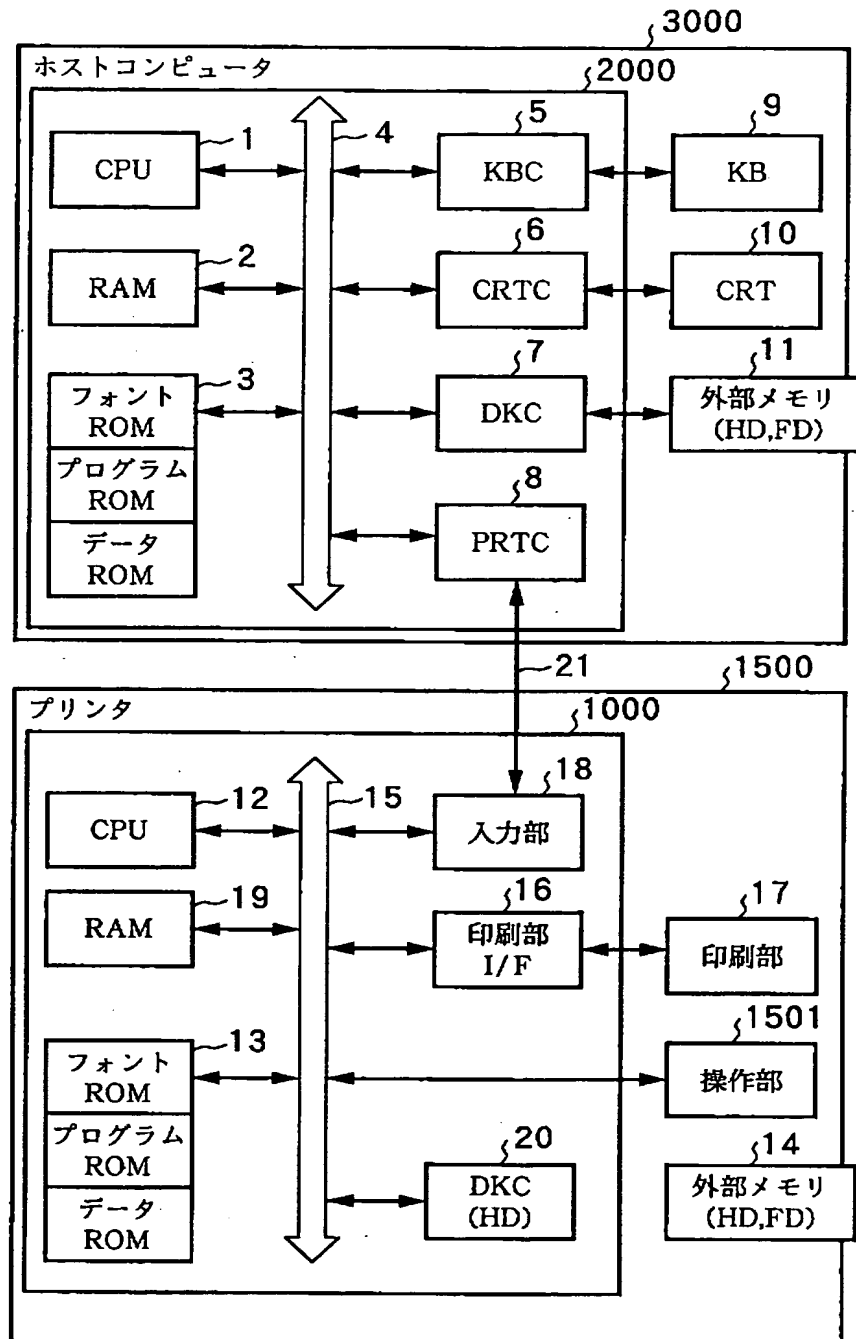 3000
ホストコンピュータ
2000
1
4
5
9
CPU
KBC
KB
2
6
10
RAM
CRTC
CRT
3
7
11
フォント
ROM
DKC
外部メモリ
(HD,FD)
プログラム
ROM
8
データ
ROM
PRTC
21
1500
プリンタ
1000
12
15
18
CPU
入力部
19
16
17
RAM
印刷部
I/F
印刷部
13
1501
フォント
ROM
操作部
プログラム
ROM
20
14
データ
ROM
DKC
(HD)
外部メモリ
(HD,FD)